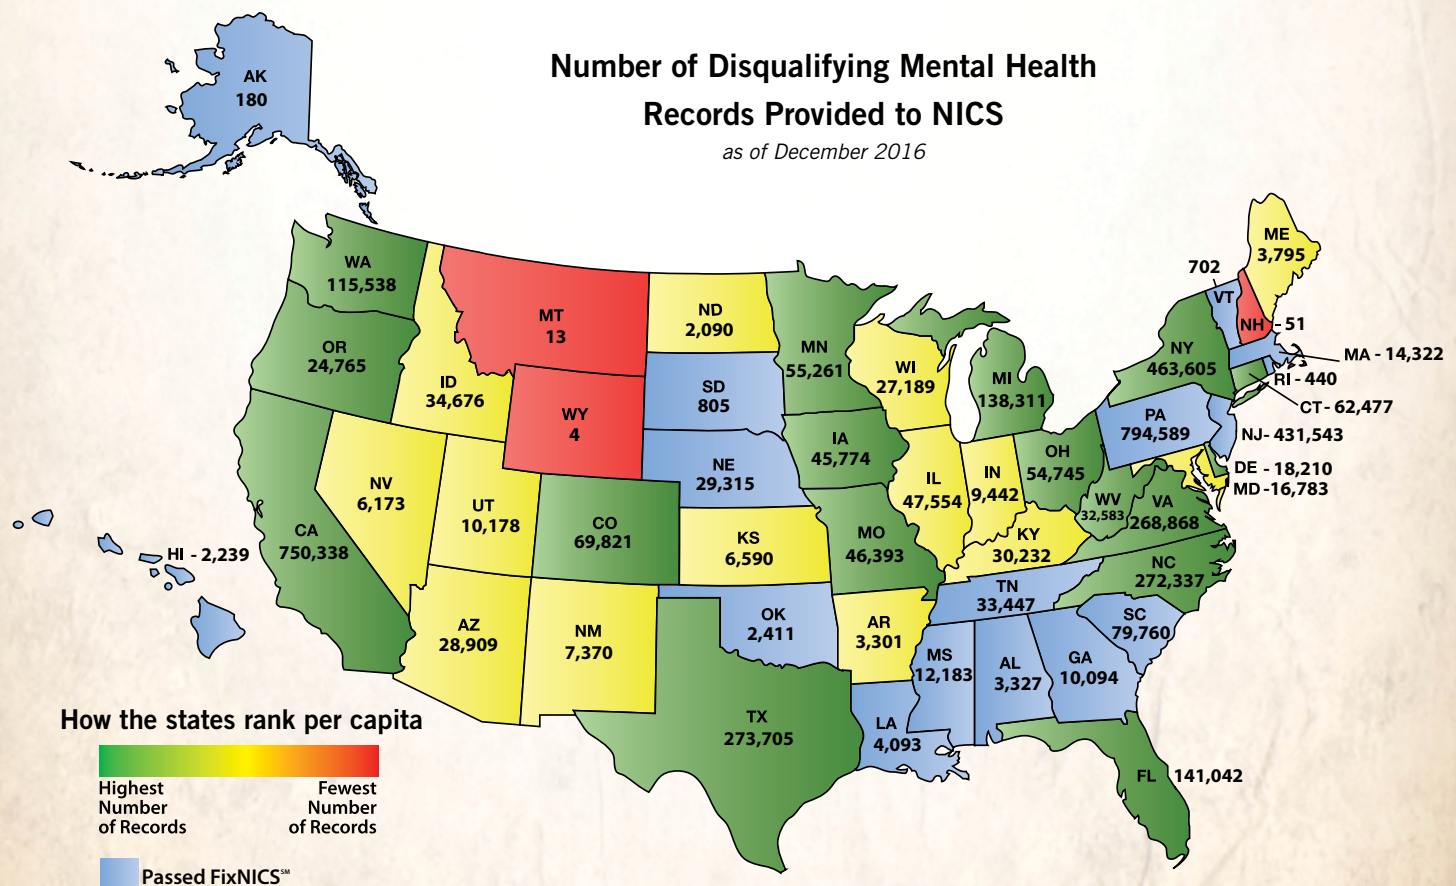 Number of Disqualifying Mental Health
Records Provided to NICS
as of December 2016
AK
180
WA
115,538
OR
24,765
CA
750,338
HI - 2,239
ID
34,676
NV
6,173
MT
13
WY
4
UT
10,178
CO
69,821
AZ
28,909
NM
7,370
ND
2,090
SD
805
NE
29,315
KS
6,590
OK
2,411
TX
273,705
MN
55,261
IA
45,774
MO
46,393
AR
3,301
LA
4,093
WI
27,189
IL
47,554
MI
138,311
IN
9,442
OH
54,745
KY
30,232
TN
33,447
MS
12,183
AL
3,327
GA
10,094
FL 141,042
SC
79,760
NC
272,337
VA
268,868
WV
32,583
PA
794,589
NY
463,605
702
VT
NH - 51
ME
3,795
MA - 14,322
RI - 440
CT - 62,477
NJ- 431,543
DE - 18,210
MD -16,783
How the states rank per capita
Highest
Number
of Records
Fewest
Number
of Records
Passed FixNICS℠